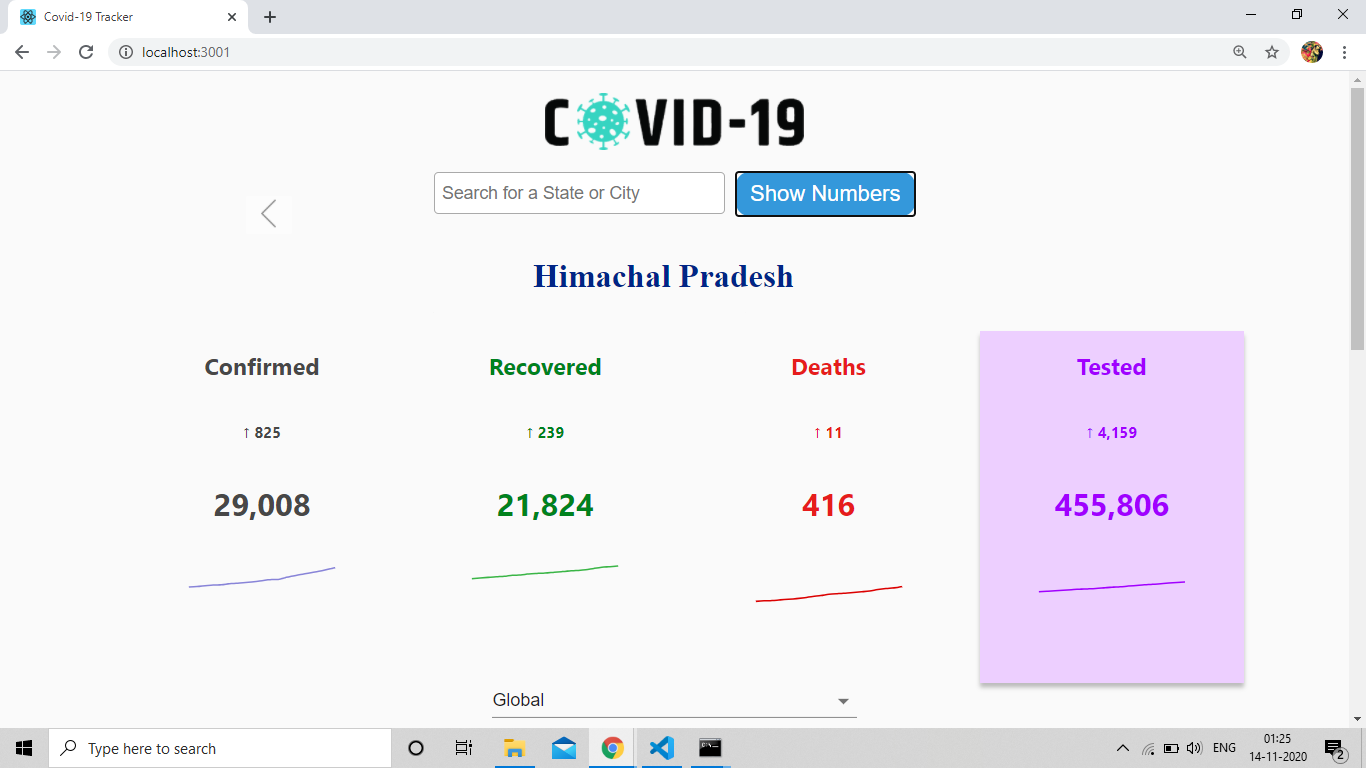 Covid-19 Tracker
localhost:3001
COVID-19
Search for a State or City
Show Numbers
Himachal Pradesh
Confirmed
↑ 825
29,008
Recovered
↑ 239
21,824
Deaths
↑ 11
416
Tested
↑ 4,159
455,806
Global
Type here to search
ENG
01:25
14-11-2020
2